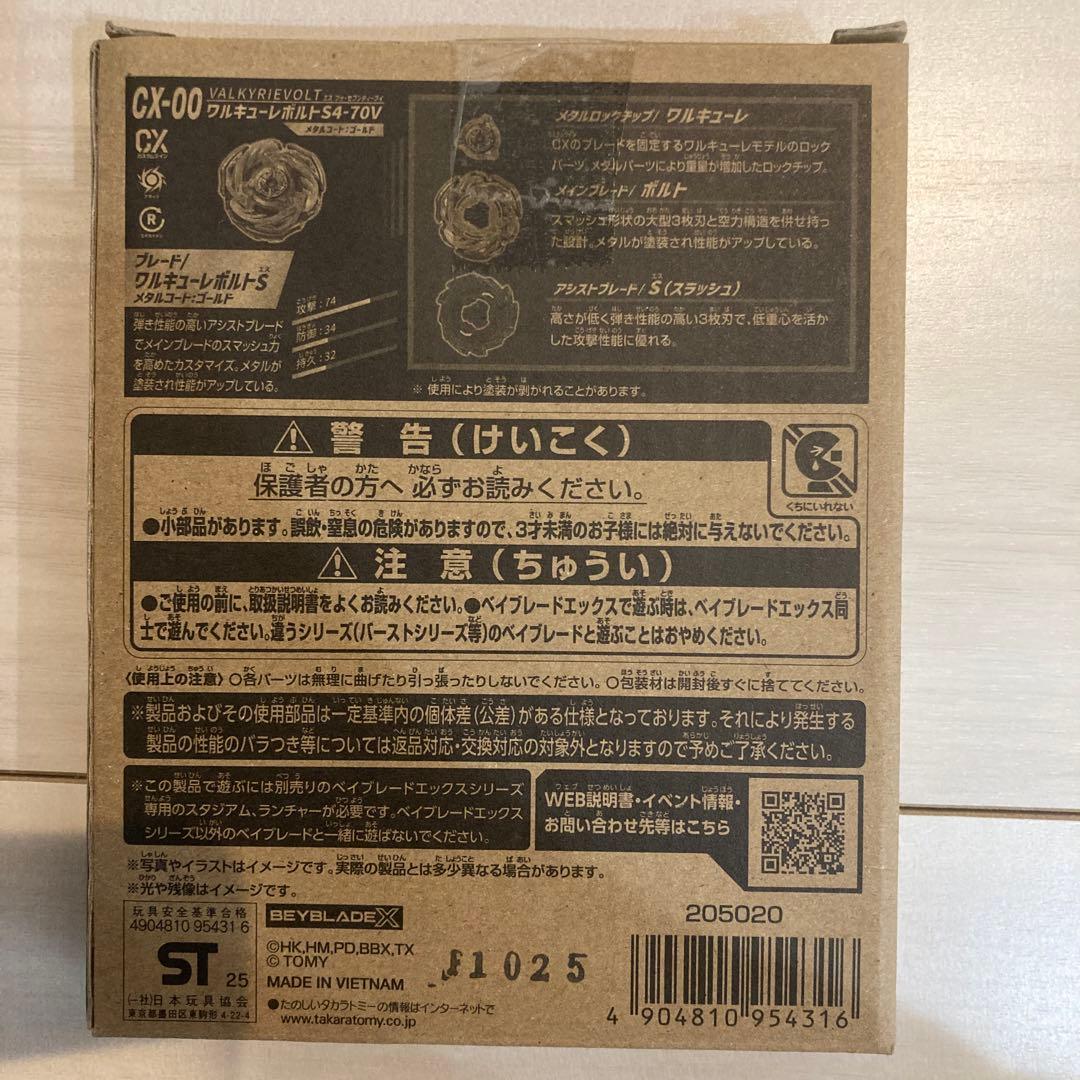 CX-00
VALKYRIEVOLT
ワルキューレボルトS4-70V
メタルコート:ゴールド
CX
カスタムライン
R
ブレード/
ワルキューレボルトS
エス
メタルコート:ゴールド
攻撃:74
防御:34
持久:32
弾き性能の高いアシストブレード
でメインブレードのスマッシュ力
を高めたカスタマイズ。メタルが
塗装され性能がアップしている。
メタルロックチップ/ ワルキューレ
CXのブレードを固定するワルキューレモデルのロック
パーツ。メタルパーツにより重量が増加したロックチップ。
メインブレード/ ボルト
スマッシュ形状の大型3枚刃と空力構造を併せ持っ
た設計。メタルが塗装され性能がアップしている。
アシストブレード/ S(スラッシュ)
高さが低く弾き性能の高い3枚刃で、低重心を活か
した攻撃性能に優れる。
※ 使用により塗装が剥がれることがあります。
⚠ 警 告(けいこく)
保護者の方へ 必ずお読みください。
くちにいれない
●小部品があります。誤飲・窒息の危険がありますので、3才未満のお子様には絶対に与えないでください。
⚠ 注 意(ちゅうい)
●ご使用の前に、取扱説明書をよくお読みください。●ベイブレードエックスで遊ぶ時は、ベイブレードエックス同
士で遊んでください。違うシリーズ(バーストシリーズ等)のベイブレードと遊ぶことはおやめください。
〈使用上の注意〉○各パーツは無理に曲げたり引っ張ったりしないでください。○包装材は開封後すぐに捨ててください。
※製品およびその使用部品は一定基準内の個体差(公差)がある仕様となっております。それにより発生する
製品の性能のバラつき等については返品対応・交換対応の対象外となりますので予めご了承ください。
※この製品で遊ぶには別売りのベイブレードエックスシリーズ
専用のスタジアム、ランチャーが必要です。ベイブレードエックス
シリーズ以外のベイブレードと一緒に遊ばないでください。
WEB説明書・イベント情報・
お問い合わせ先等はこちら
※写真やイラストはイメージです。実際の製品とは多少異なる場合があります。
※光や残像はイメージです。
玩具安全基準合格
4904810 95431 6
ST 25
(一社)日本玩具協会
東京都墨田区東駒形 4-22-4
BEYBLADE X
©HK,HM,PD,BBX,TX
© TOMY
MADE IN VIETNAM
●たのしいタカラトミーの情報はインターネットで
www.takaratomy.co.jp
J1025
205020
4 904810 954316